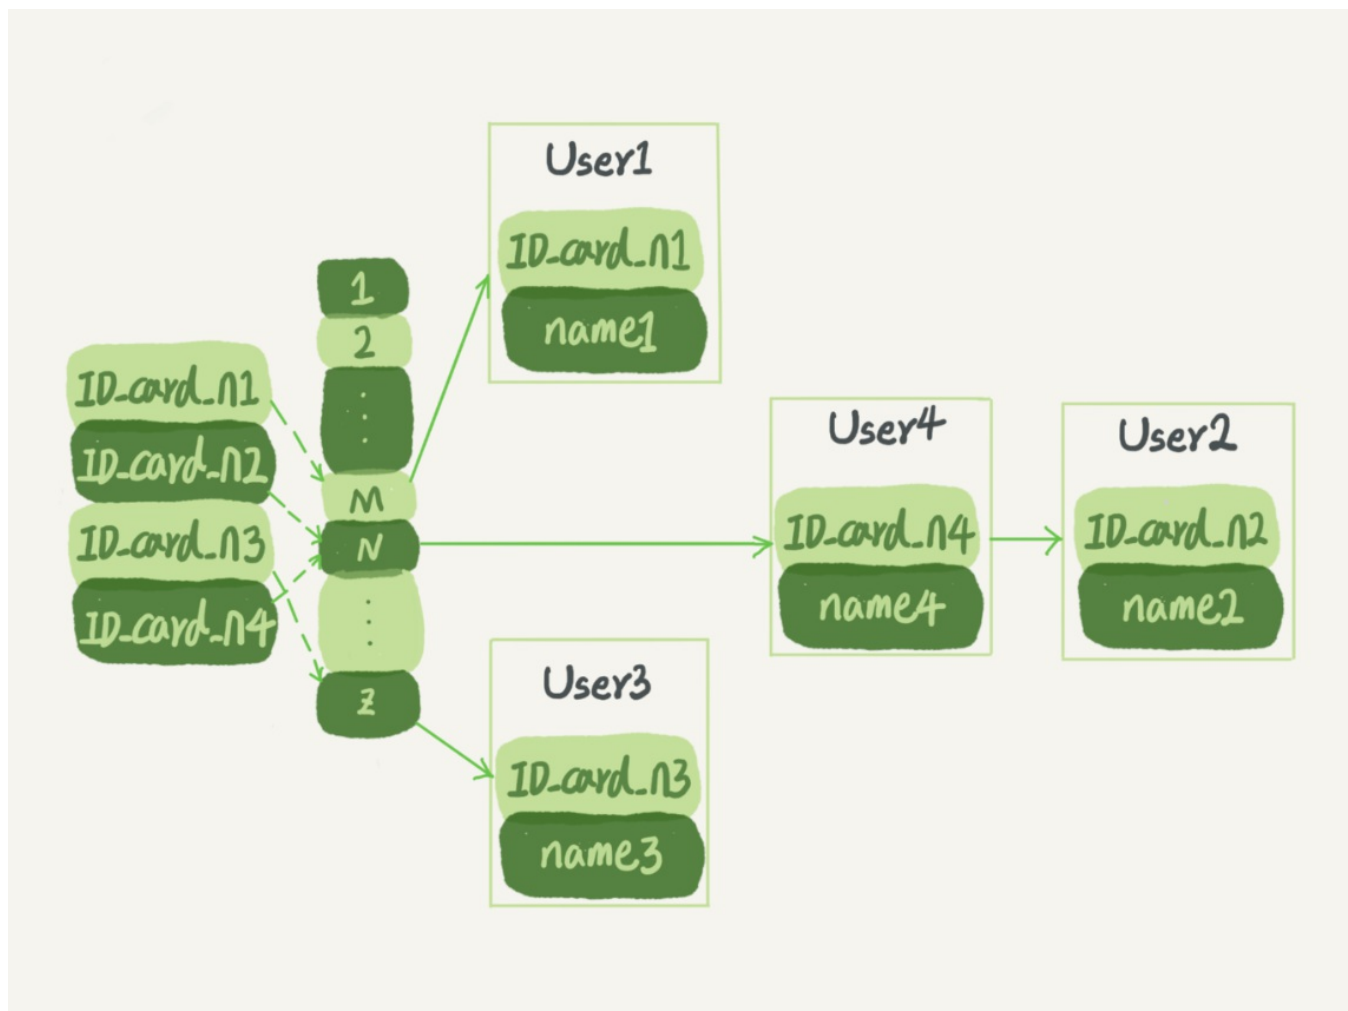 User1
ID_card_n1
name1
1
2
ID_card_n1
ID_card_n2
ID_card_n3
ID_card_n4
M
N
Z
User4
ID_card_n4
name4
User2
ID_card_n2
name2
User3
ID_card_n3
name3